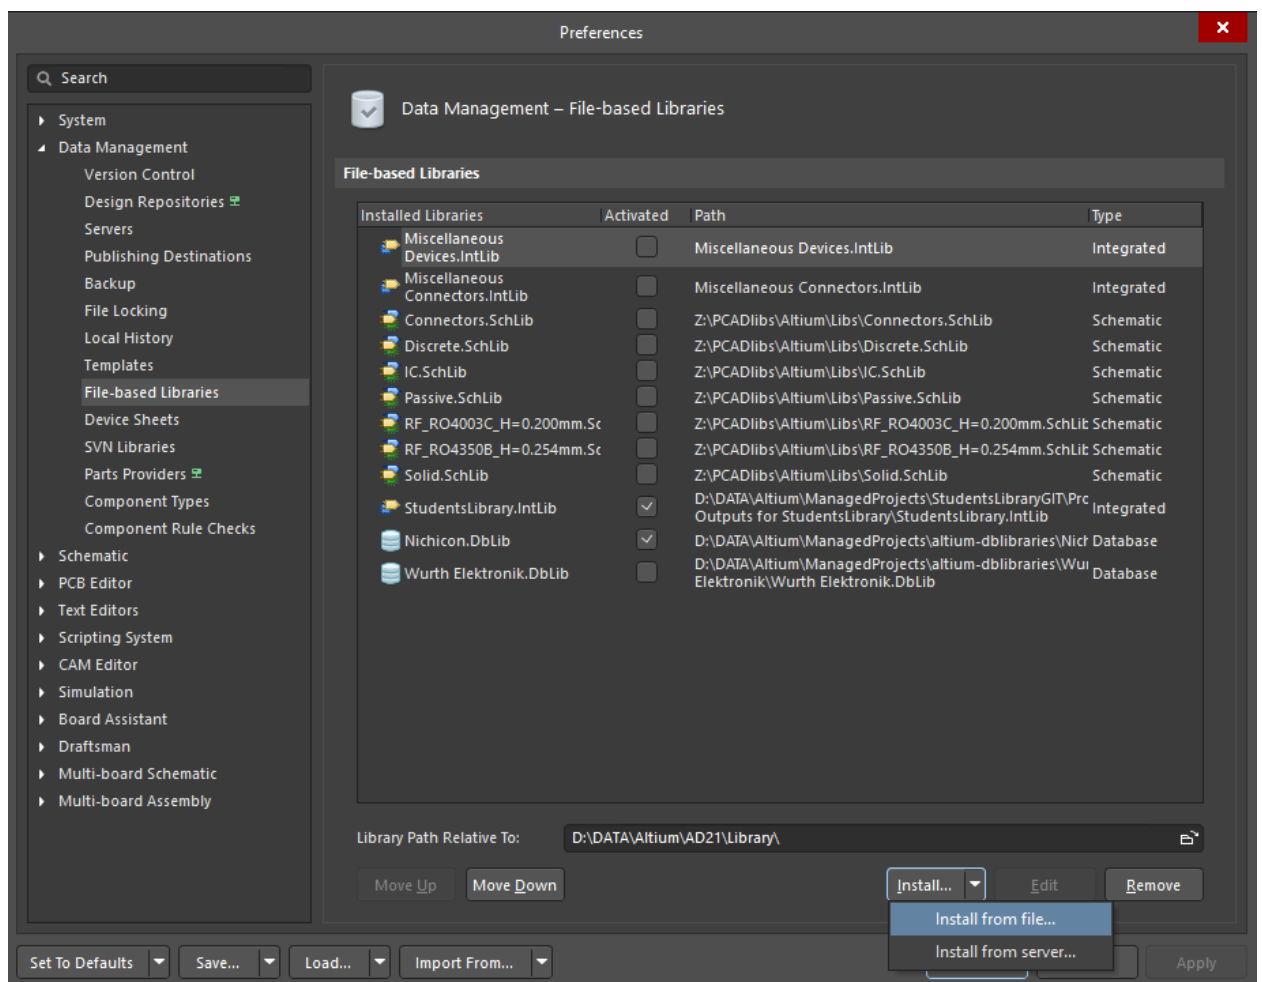 Preferences
Search
System
Data Management
Version Control
Design Repositories
Servers
Publishing Destinations
Backup
File Locking
Local History
Templates
File-based Libraries
Device Sheets
SVN Libraries
Parts Providers
Component Types
Component Rule Checks
Schematic
PCB Editor
Text Editors
Scripting System
CAM Editor
Simulation
Board Assistant
Draftsman
Multi-board Schematic
Multi-board Assembly
Data Management – File-based Libraries
File-based Libraries
Installed Libraries Activated Path Type
Miscellaneous
Devices.IntLib Miscellaneous Devices.IntLib Integrated
Miscellaneous
Connectors.IntLib Miscellaneous Connectors.IntLib Integrated
Connectors.SchLib Z:\PCADlibs\Altium\Libs\Connectors.SchLib Schematic
Discrete.SchLib Z:\PCADlibs\Altium\Libs\Discrete.SchLib Schematic
IC.SchLib Z:\PCADlibs\Altium\Libs\IC.SchLib Schematic
Passive.SchLib Z:\PCADlibs\Altium\Libs\Passive.SchLib Schematic
RF_RO4003C_H=0.200mm.Sc Z:\PCADlibs\Altium\Libs\RF_RO4003C_H=0.200mm.SchLib Schematic
RF_RO4350B_H=0.254mm.Sc Z:\PCADlibs\Altium\Libs\RF_RO4350B_H=0.254mm.SchLib Schematic
Solid.SchLib Z:\PCADlibs\Altium\Libs\Solid.SchLib Schematic
StudentsLibrary.IntLib D:\DATA\Altium\ManagedProjects\StudentsLibraryGIT\Prc
Outputs for StudentsLibrary\StudentsLibrary.IntLib Integrated
Nichicon.DbLib D:\DATA\Altium\ManagedProjects\altium-dblibraries\Nich Database
Wurth Elektronik.DbLib D:\DATA\Altium\ManagedProjects\altium-dblibraries\Wur
Elektronik\Wurth Elektronik.DbLib Database
Library Path Relative To: D:\DATA\Altium\AD21\Library\
Move Up Move Down Install... Edit Remove
Install from file...
Install from server...
Set To Defaults Save... Load... Import From... Apply